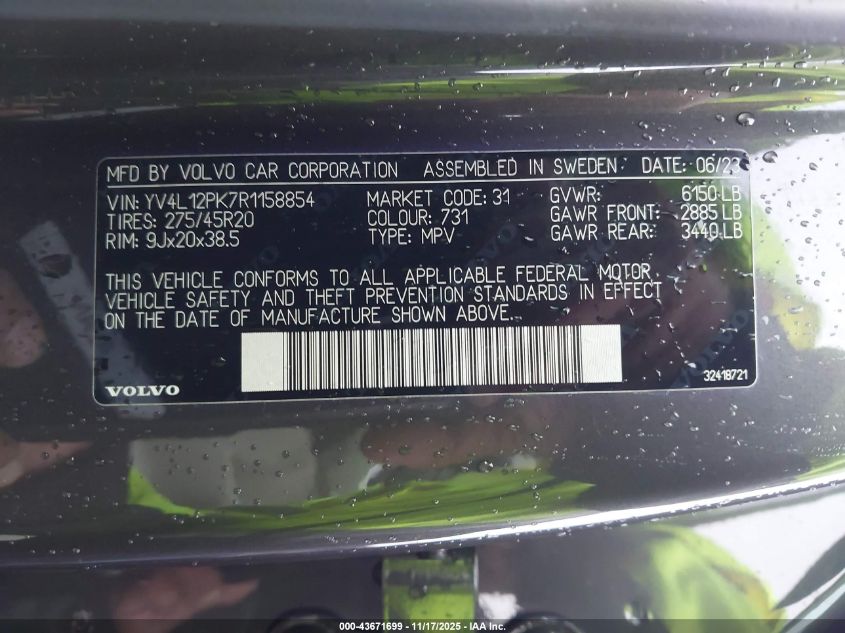 MFD BY VOLVO CAR CORPORATION ASSEMBLED IN SWEDEN DATE: 06/23
VIN: YV4L12PK7R1158854 MARKET CODE: 31 GVWR: 6150 LB
TIRES: 275/45R20 COLOUR: 731 GAWR FRONT: 2885 LB
RIM: 9Jx20x38.5 TYPE: MPV GAWR REAR: 3440 LB
THIS VEHICLE CONFORMS TO ALL APPLICABLE FEDERAL MOTOR
VEHICLE SAFETY AND THEFT PREVENTION STANDARDS IN EFFECT
ON THE DATE OF MANUFACTURE SHOWN ABOVE.
VOLVO 32418721
000-43671699 - 11/17/2025 - IAA Inc.